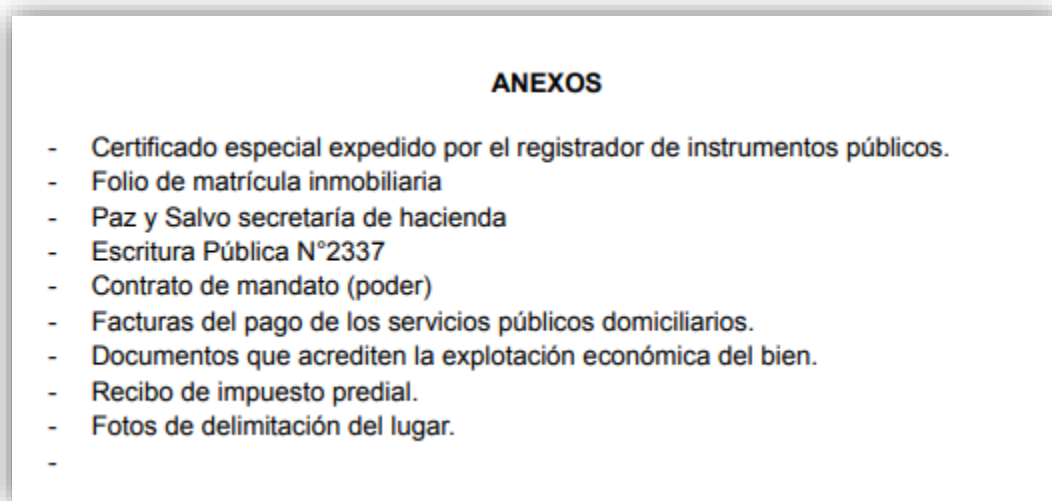 ANEXOS
- Certificado especial expedido por el registrador de instrumentos públicos.
- Folio de matrícula inmobiliaria
- Paz y Salvo secretaría de hacienda
- Escritura Pública N°2337
- Contrato de mandato (poder)
- Facturas del pago de los servicios públicos domiciliarios.
- Documentos que acrediten la explotación económica del bien.
- Recibo de impuesto predial.
- Fotos de delimitación del lugar.
-